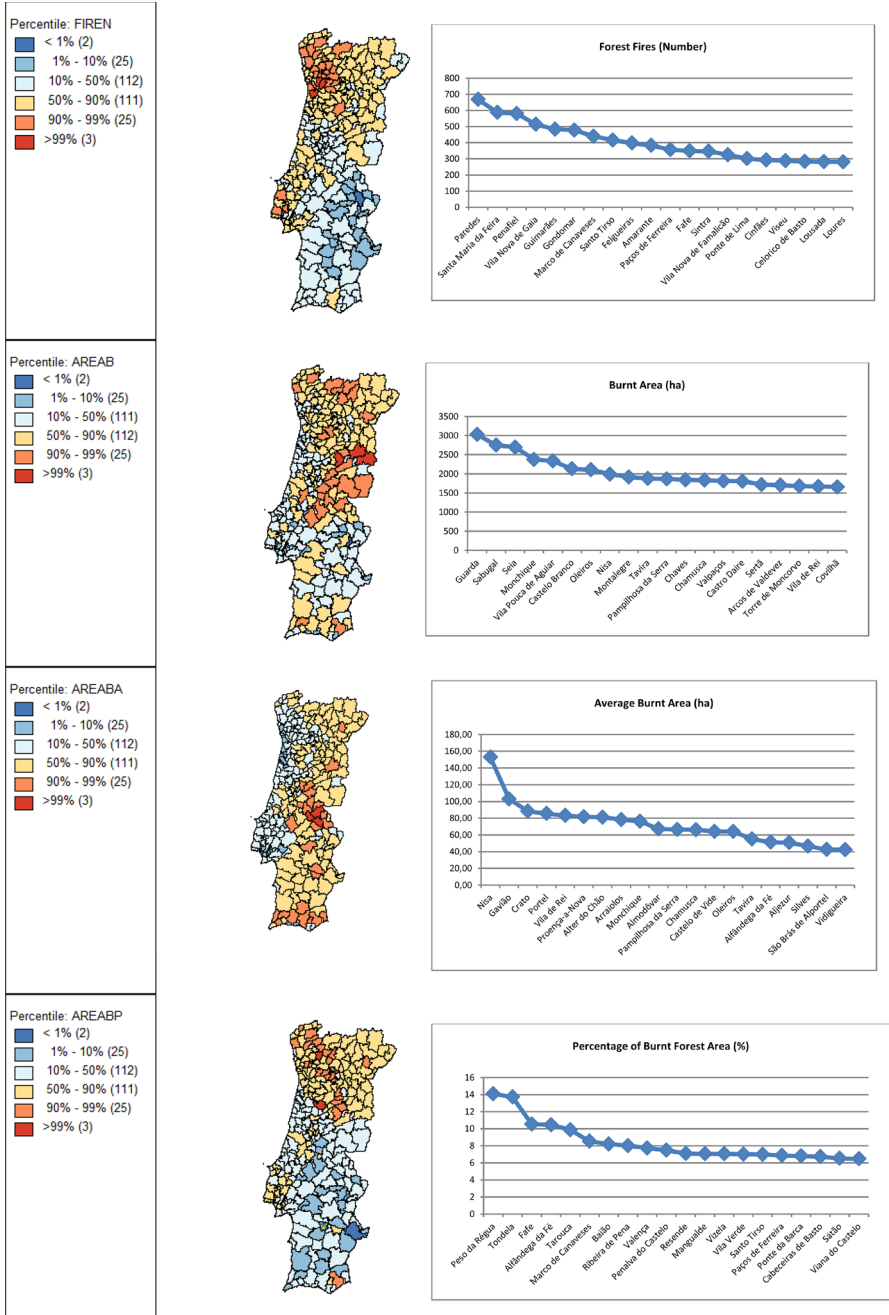 Percentile: FIREN
< 1% (2)
1% - 10% (25)
10% - 50% (112)
50% - 90% (111)
90% - 99% (25)
>99% (3)
Forest Fires (Number)
800
700
600
500
400
300
200
100
0
Paredes
Santa Maria da Feira
Penafiel
Vila Nova de Gaia
Guimarães
Gondomar
Marco de Canaveses
Santo Tirso
Felgueiras
Amarante
Paços de Ferreira
Fafe
Sintra
Vila Nova de Famalicão
Ponte de Lima
Cinfães
Viseu
Celorico de Basto
Lousada
Loures
Percentile: AREAB
< 1% (2)
1% - 10% (25)
10% - 50% (111)
50% - 90% (112)
90% - 99% (25)
>99% (3)
Burnt Area (ha)
3500
3000
2500
2000
1500
1000
500
0
Guarda
Sabugal
Seia
Monchique
Vila Pouca de Aguiar
Castelo Branco
Oleiros
Nisa
Montalegre
Tavira
Pampilhosa da Serra
Chaves
Chamusca
Valpaços
Castro Daire
Sertã
Arcos de Valdevez
Torre de Moncorvo
Vila de Rei
Covilhã
Percentile: AREABA
< 1% (2)
1% - 10% (25)
10% - 50% (112)
50% - 90% (111)
90% - 99% (25)
>99% (3)
Average Burnt Area (ha)
180,00
160,00
140,00
120,00
100,00
80,00
60,00
40,00
20,00
0,00
Nisa
Gavião
Crato
Portel
Vila de Rei
Proença-a-Nova
Alter do Chão
Arraiolos
Monchique
Almodôvar
Pampilhosa da Serra
Chamusca
Castelo de Vide
Oleiros
Tavira
Alfândega da Fé
Aljezur
Silves
São Brás de Alportel
Vidigueira
Percentile: AREABP
< 1% (2)
1% - 10% (25)
10% - 50% (112)
50% - 90% (111)
90% - 99% (25)
>99% (3)
Percentage of Burnt Forest Area (%)
16
14
12
10
8
6
4
2
0
Peso da Régua
Tondela
Fafe
Alfândega da Fé
Tarouca
Marco de Canaveses
Baião
Ribeira de Pena
Valença
Penalva do Castelo
Resende
Mangualde
Vizela
Vila Verde
Santo Tirso
Paços de Ferreira
Ponte da Barca
Cabeceiras de Basto
Sátão
Viana do Castelo